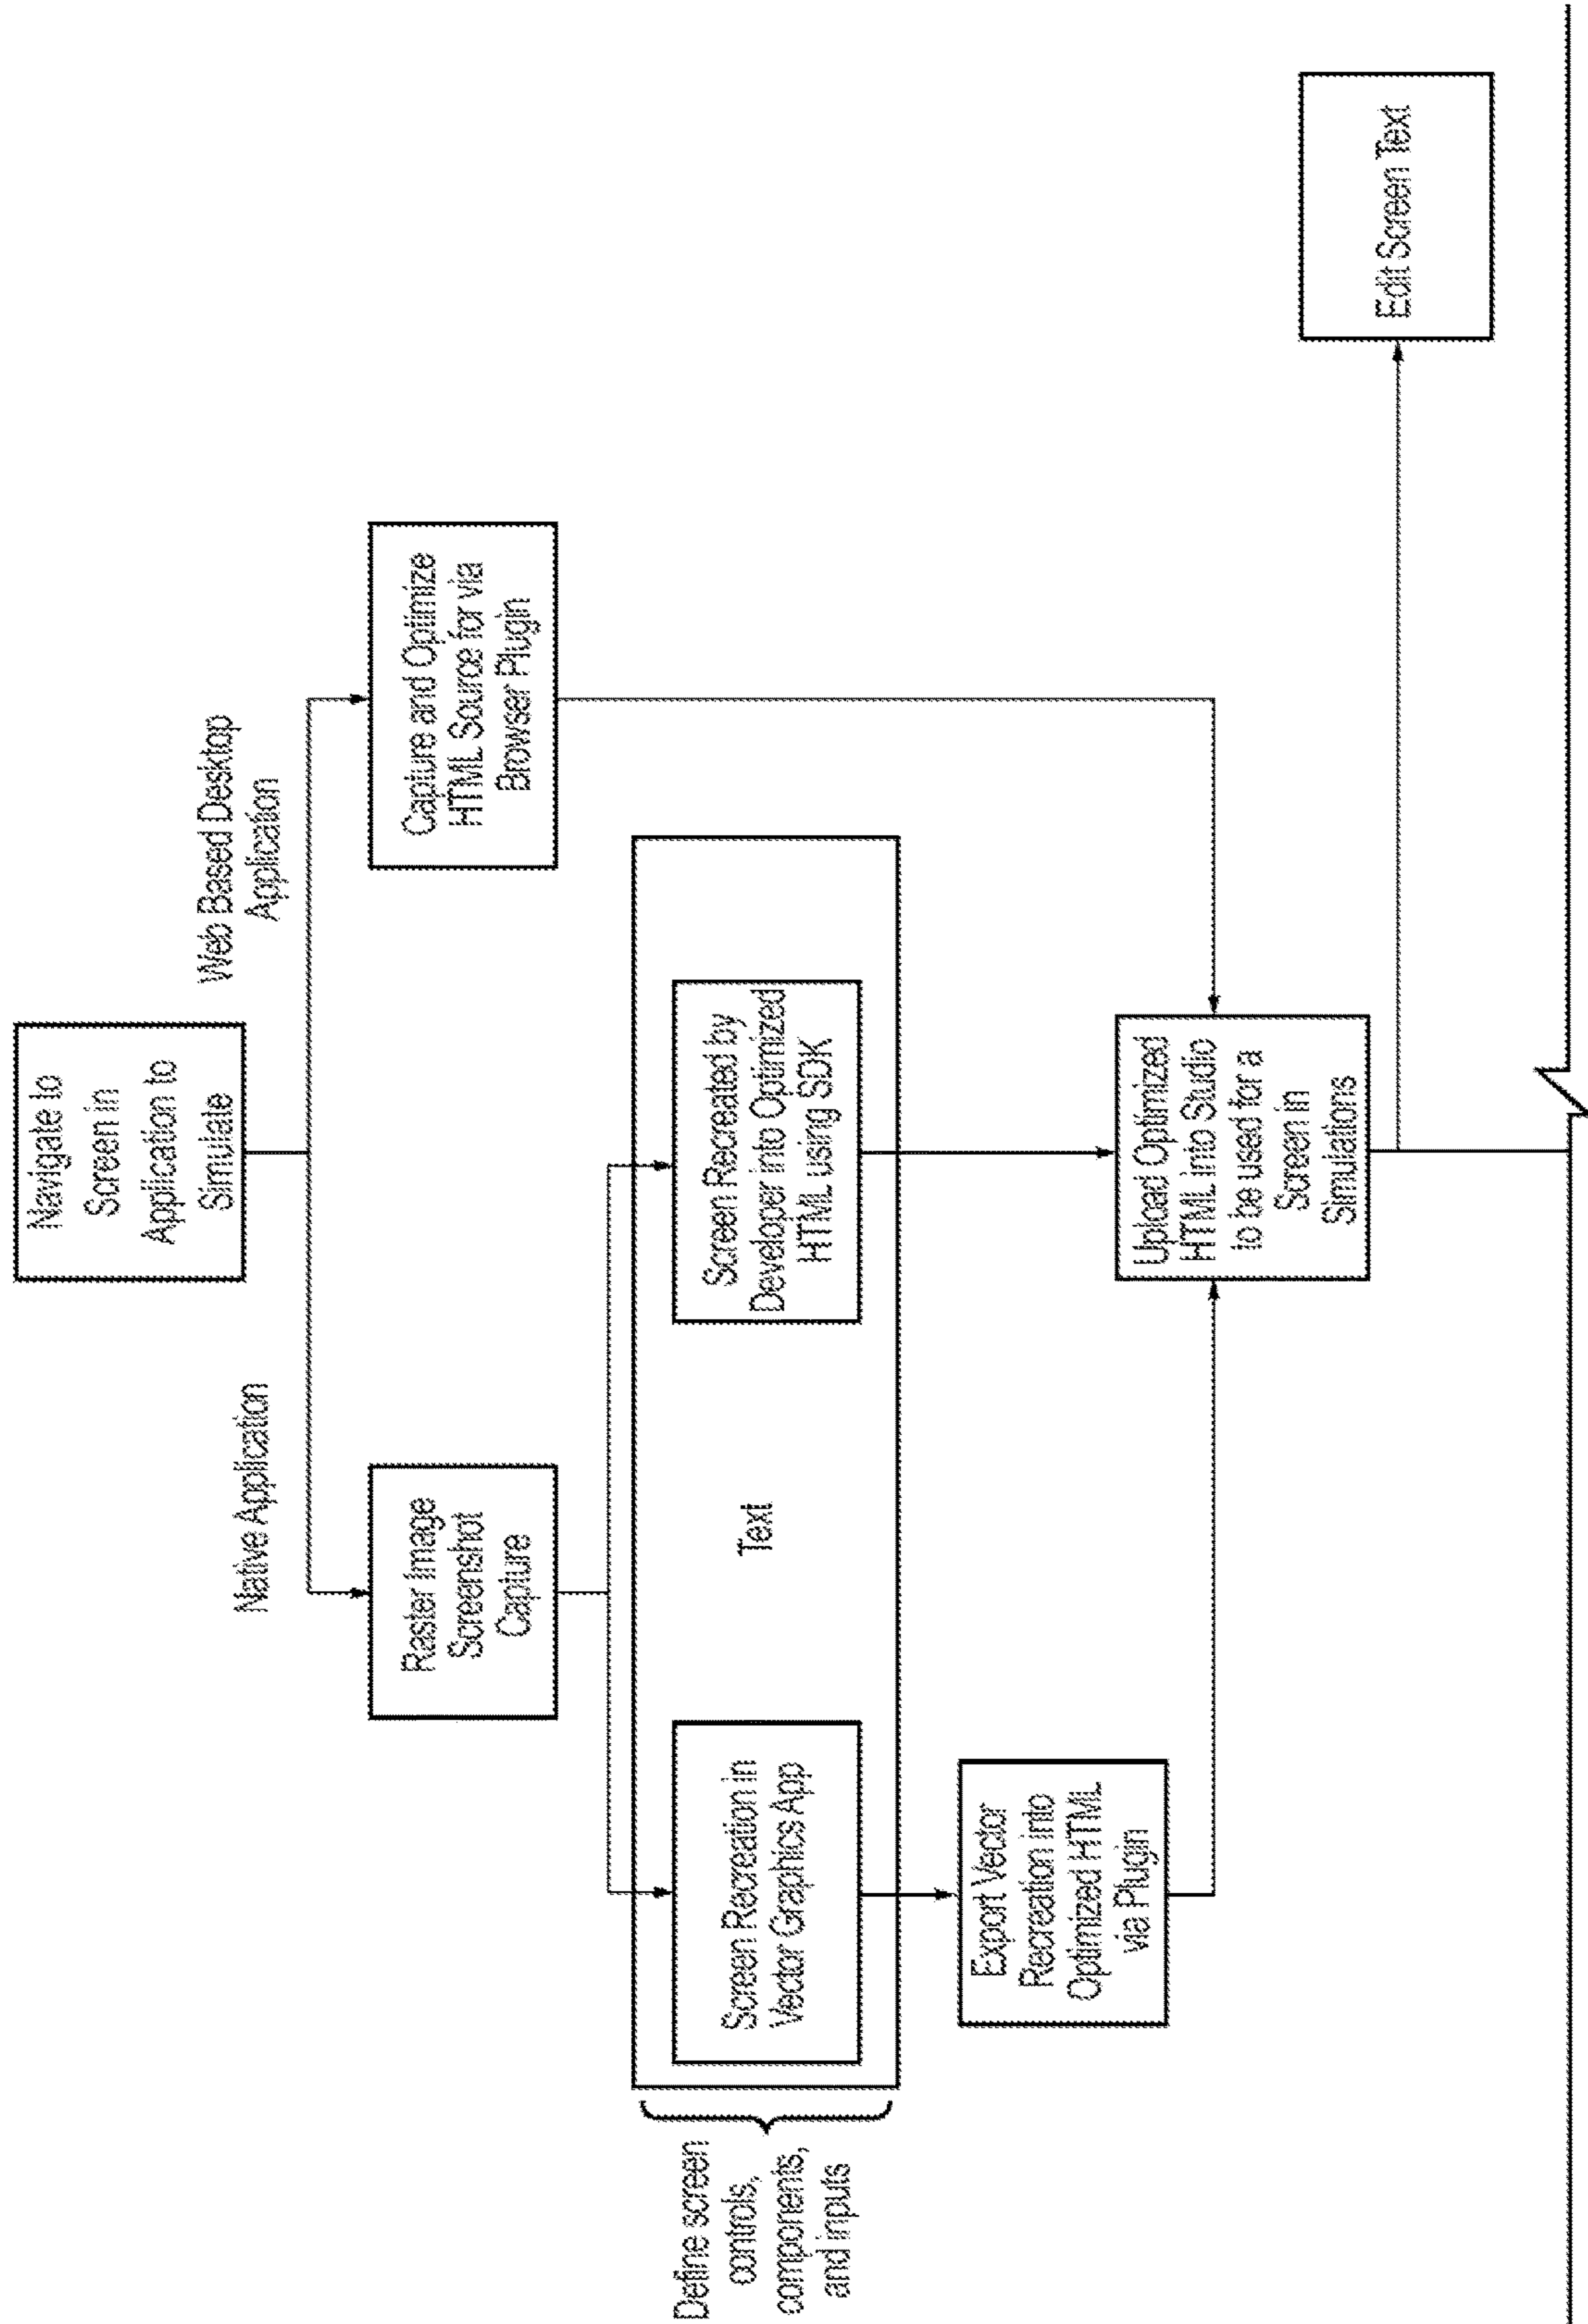 Navigate to
Screen in
Application to
Simulate
Native Application
Web Based Desktop
Application
Raster Image
Screenshot
Capture
Capture and Optimize
HTML Source for via
Browser Plugin
Define screen
controls,
components,
and inputs
Screen Recreation in
Vector Graphics App
Text
Screen Recreated by
Developer into Optimized
HTML using SDK
Export Vector
Recreation into
Optimized HTML
via Plugin
Upload Optimized
HTML into Studio
to be used for a
Screen in
Simulations
Edit Screen Text